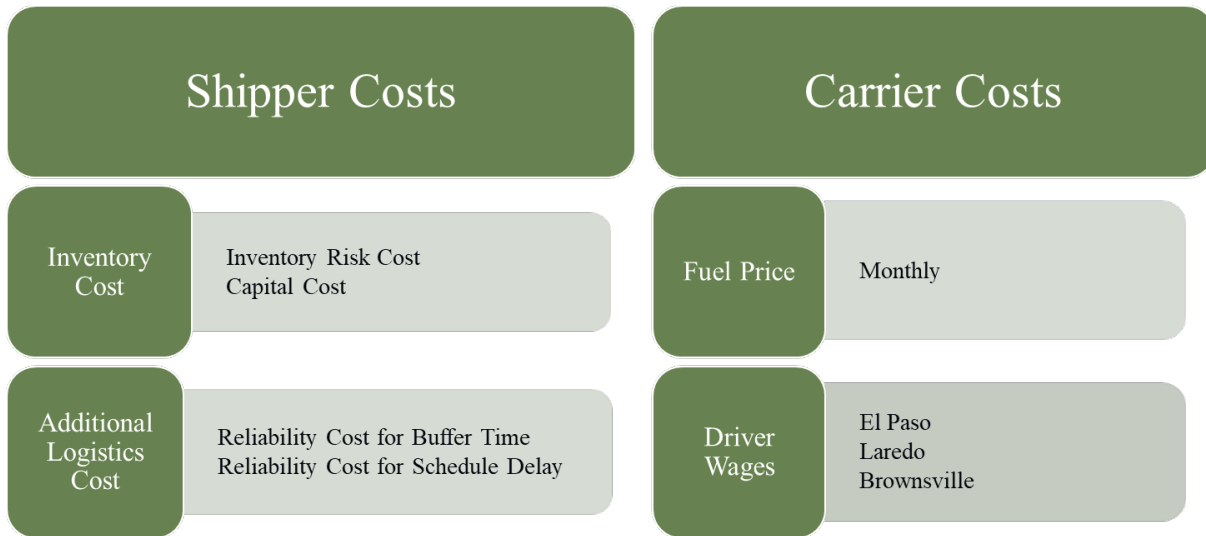 Shipper Costs
Inventory
Cost
Inventory Risk Cost
Capital Cost
Additional
Logistics
Cost
Reliability Cost for Buffer Time
Reliability Cost for Schedule Delay
Carrier Costs
Fuel Price
Monthly
Driver
Wages
El Paso
Laredo
Brownsville